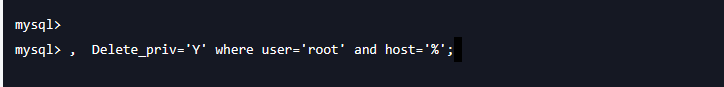 mysql>
mysql> ,  Delete_priv='Y' where user='root' and host='%';